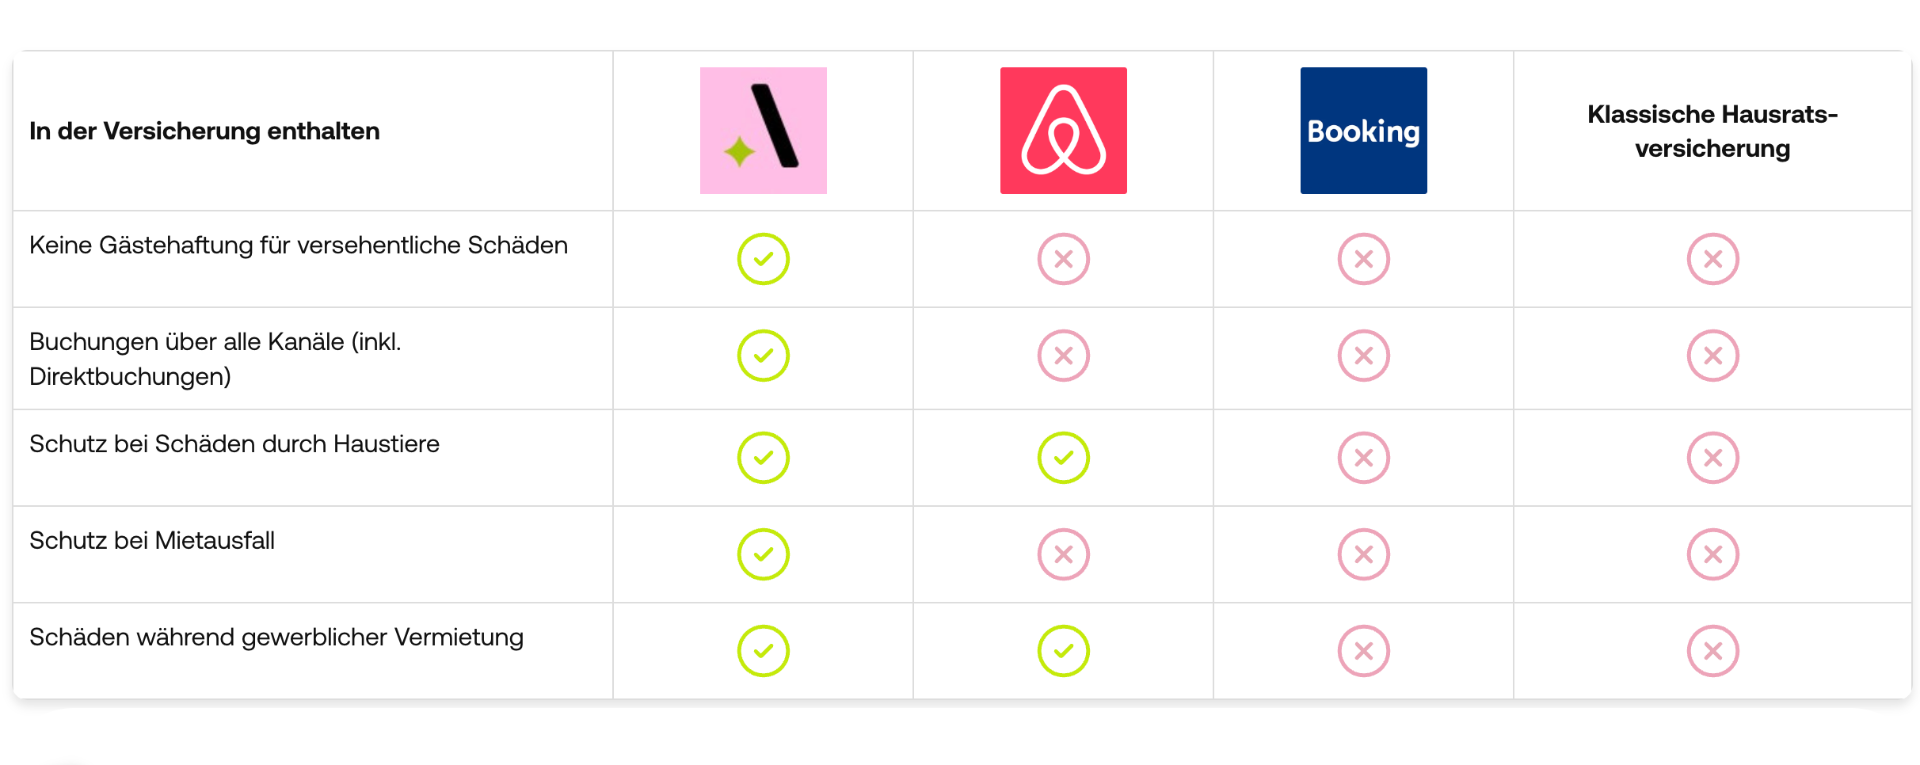 In der Versicherung enthalten
Booking
Klassische Hausrats-
versicherung
Keine Gästehaftung für versehentliche Schäden
Buchungen über alle Kanäle (inkl.
Direktbuchungen)
Schutz bei Schäden durch Haustiere
Schutz bei Mietausfall
Schäden während gewerblicher Vermietung